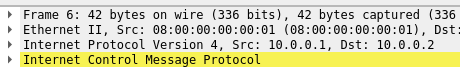 Frame 6: 42 bytes on wire (336 bits), 42 bytes captured (336
Ethernet II, Src: 08:00:00:00:00:01 (08:00:00:00:00:01), Dst:
Internet Protocol Version 4, Src: 10.0.0.1, Dst: 10.0.0.2
Internet Control Message Protocol